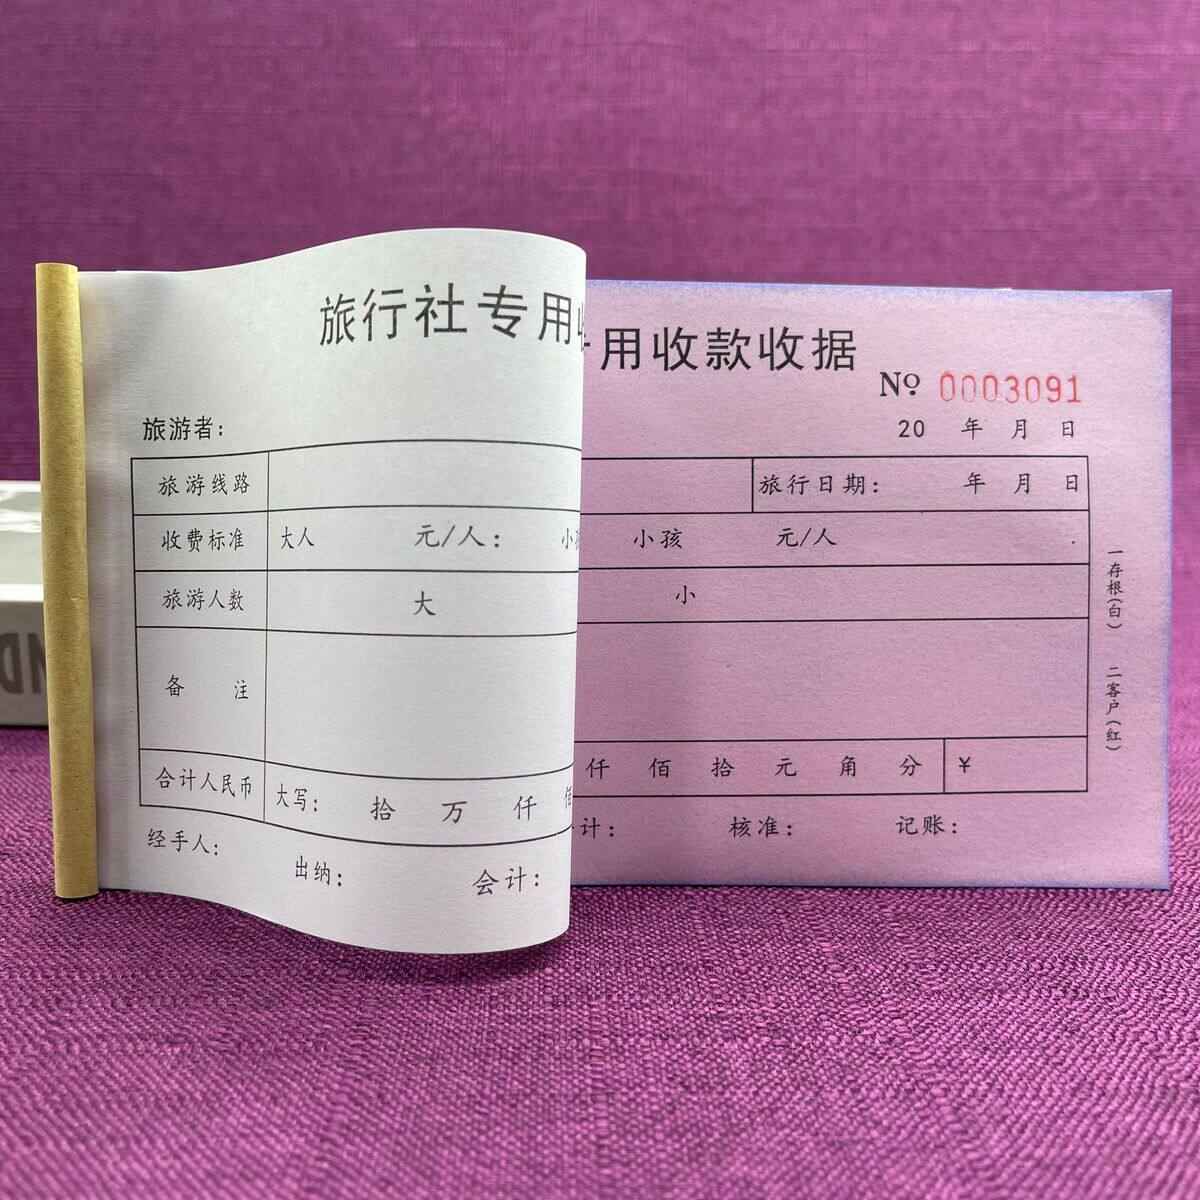 旅行社专用
用收款收据
№ 0003091
旅游者:
20 年 月 日
旅游线路
旅行日期: 年 月 日
收费标准 大人 元/人: 小
小孩 元/人
旅游人数 大
小
备 注
合计人民币 大写: 拾 万 仟 佰
仟 佰 拾 元 角 分 ¥
经手人: 出纳: 会计:
计: 核准: 记账:
一存根(白) 二客户(红)
ND